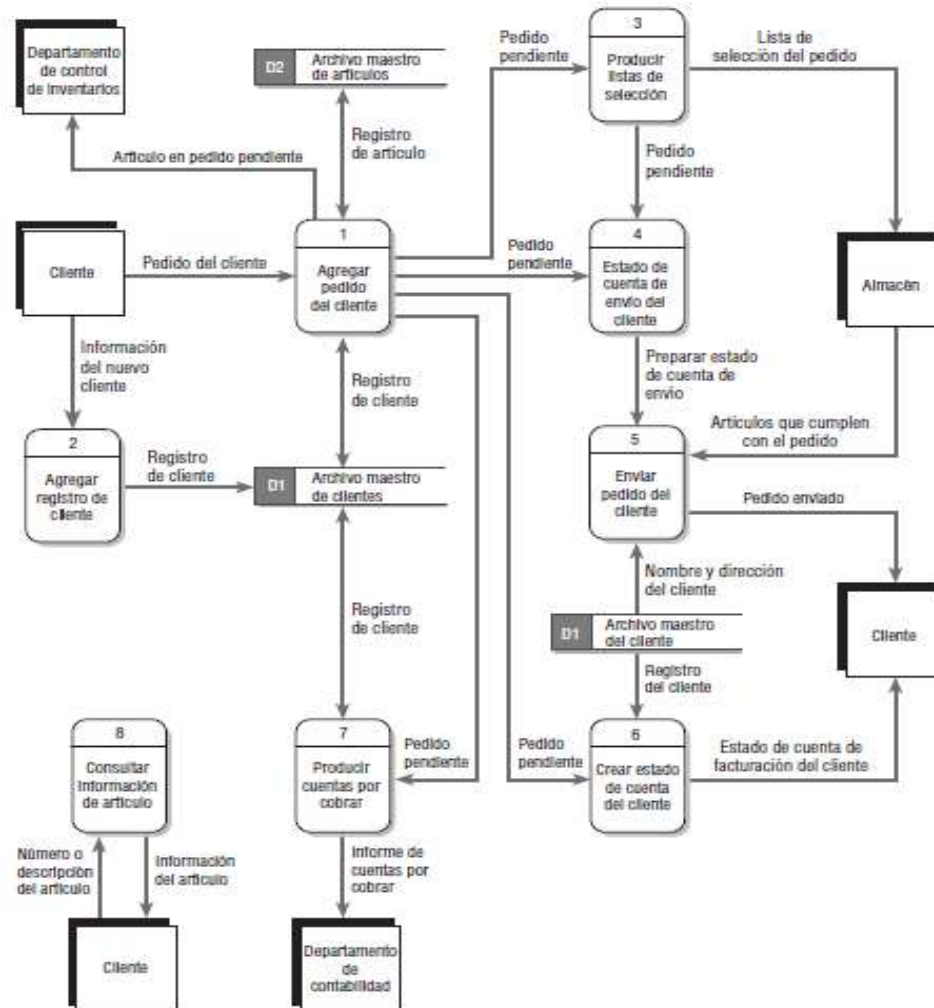 Departamento
de control
de inventarios
D2
Archivo maestro
de artículos
Pedido
pendiente
3
Producir
listas de
selección
Lista de
selección del pedido
Registro
de artículo
Artículo en pedido pendiente
Pedido
pendiente
Cliente
Pedido del cliente
1
Agregar
pedido
del cliente
Pedido
pendiente
4
Estado de
cuenta de
envío del
cliente
Almacén
Información
del nuevo
cliente
Registro
de cliente
Preparar estado
de cuenta de
envío
Artículos que cumplen
con el pedido
2
Agregar
registro de
cliente
Registro
de cliente
D1
Archivo maestro
de clientes
5
Enviar
pedido del
cliente
Pedido enviado
Nombre y dirección
del cliente
Registro
de cliente
D1
Archivo maestro
del cliente
Cliente
Registro
del cliente
8
Consultar
información
de artículo
7
Producir
cuentas por
cobrar
Pedido
pendiente
Pedido
pendiente
6
Crear estado
de cuenta
del cliente
Estado de cuenta de
facturación del cliente
Número o
descripción
del artículo
Información
del artículo
Informe de
cuentas por
cobrar
Cliente
Departamento
de
contabilidad